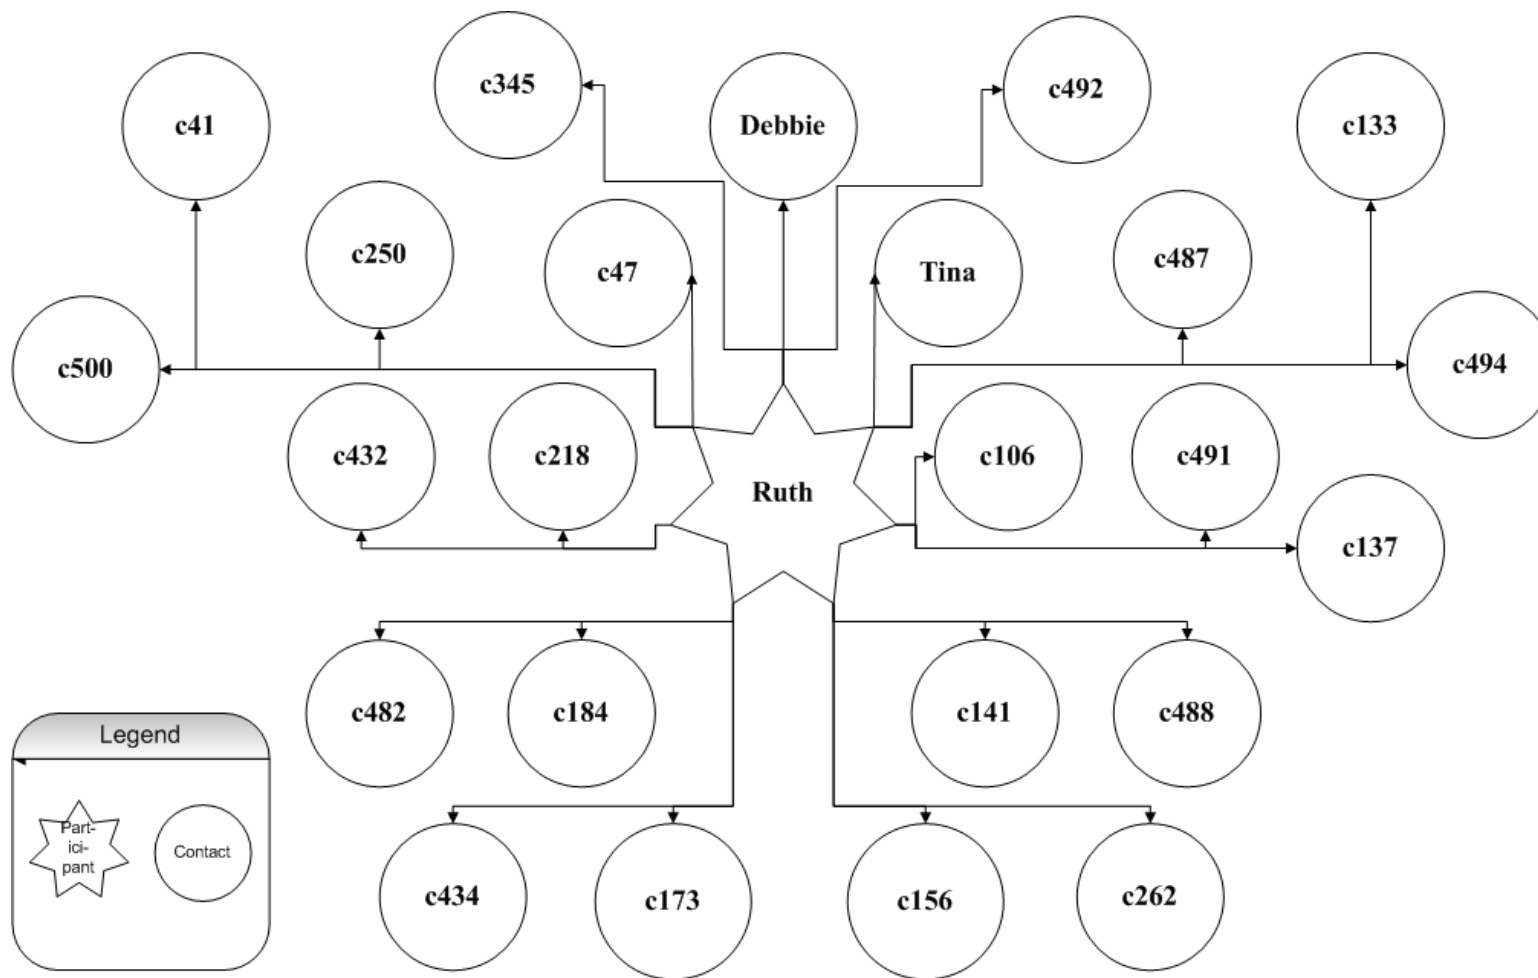 c345
c492
c41
Debbie
c133
c250
c47
Tina
c487
c500
c494
c432
c218
c106
c491
Ruth
c137
c482
c184
c141
c488
Legend
Part-
ici-
pant
Contact
c434
c173
c156
c262